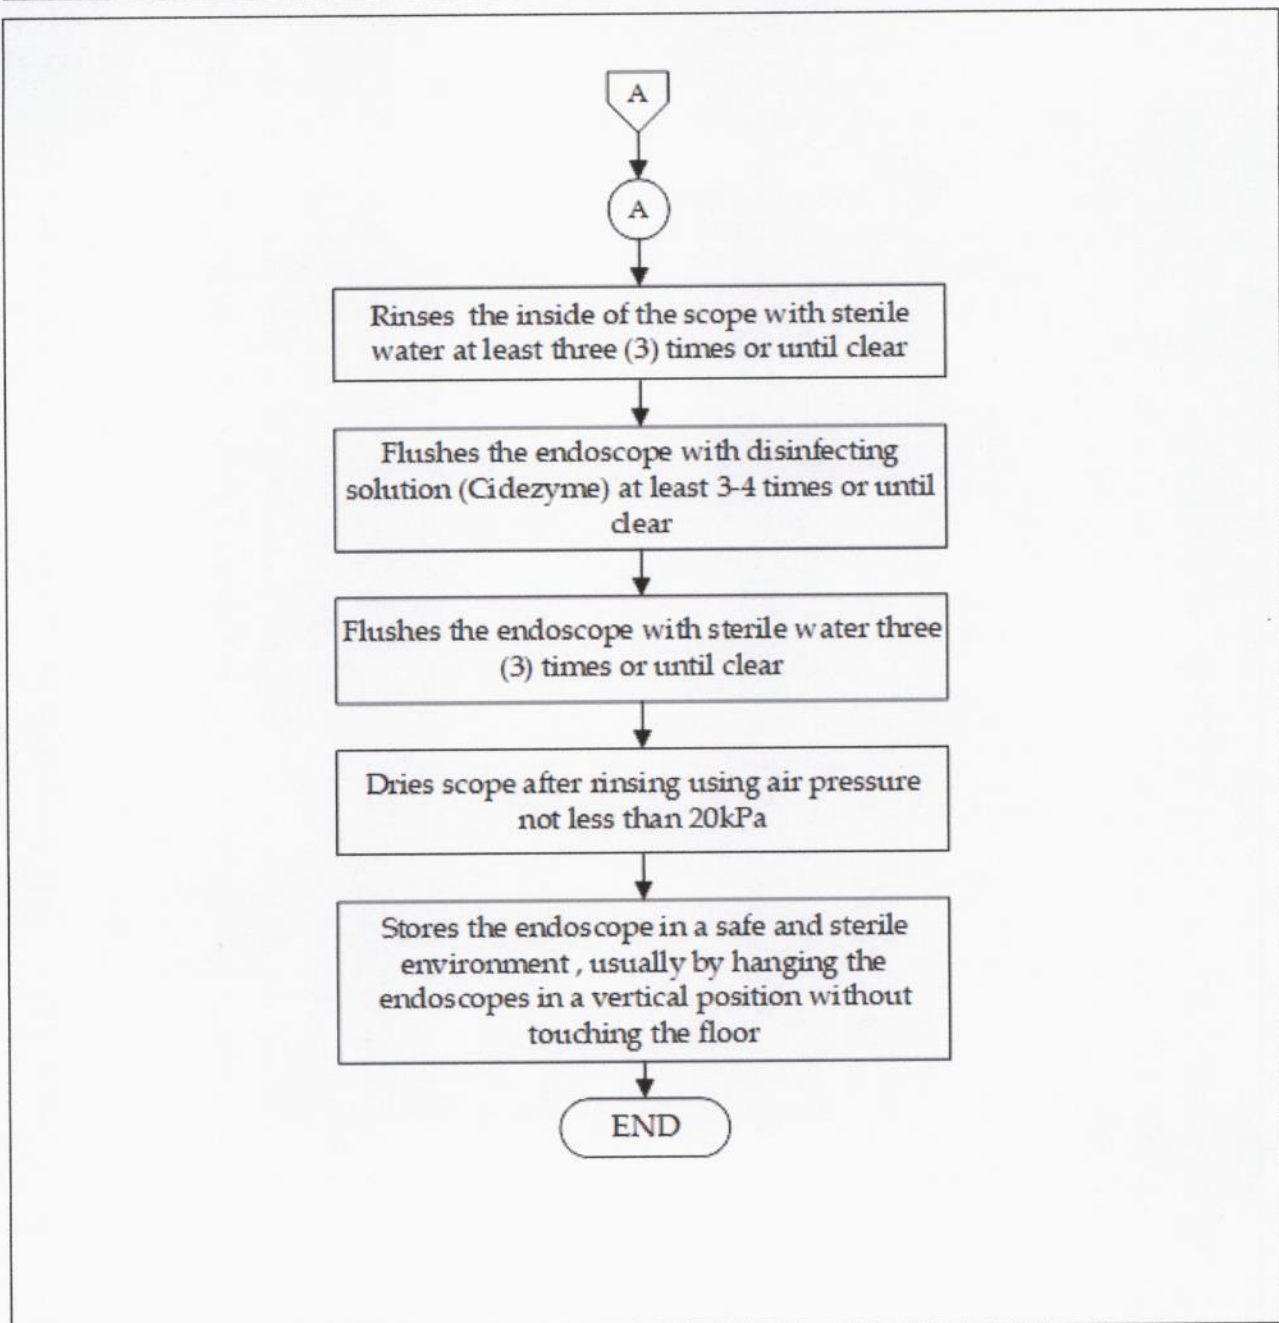 A
A
Rinses the inside of the scope with sterile
water at least three (3) times or until clear
Flushes the endoscope with disinfecting
solution (Cidezyme) at least 3-4 times or until
clear
Flushes the endoscope with sterile water three
(3) times or until clear
Dries scope after rinsing using air pressure
not less than 20kPa
Stores the endoscope in a safe and sterile
environment , usually by hanging the
endoscopes in a vertical position without
touching the floor
END